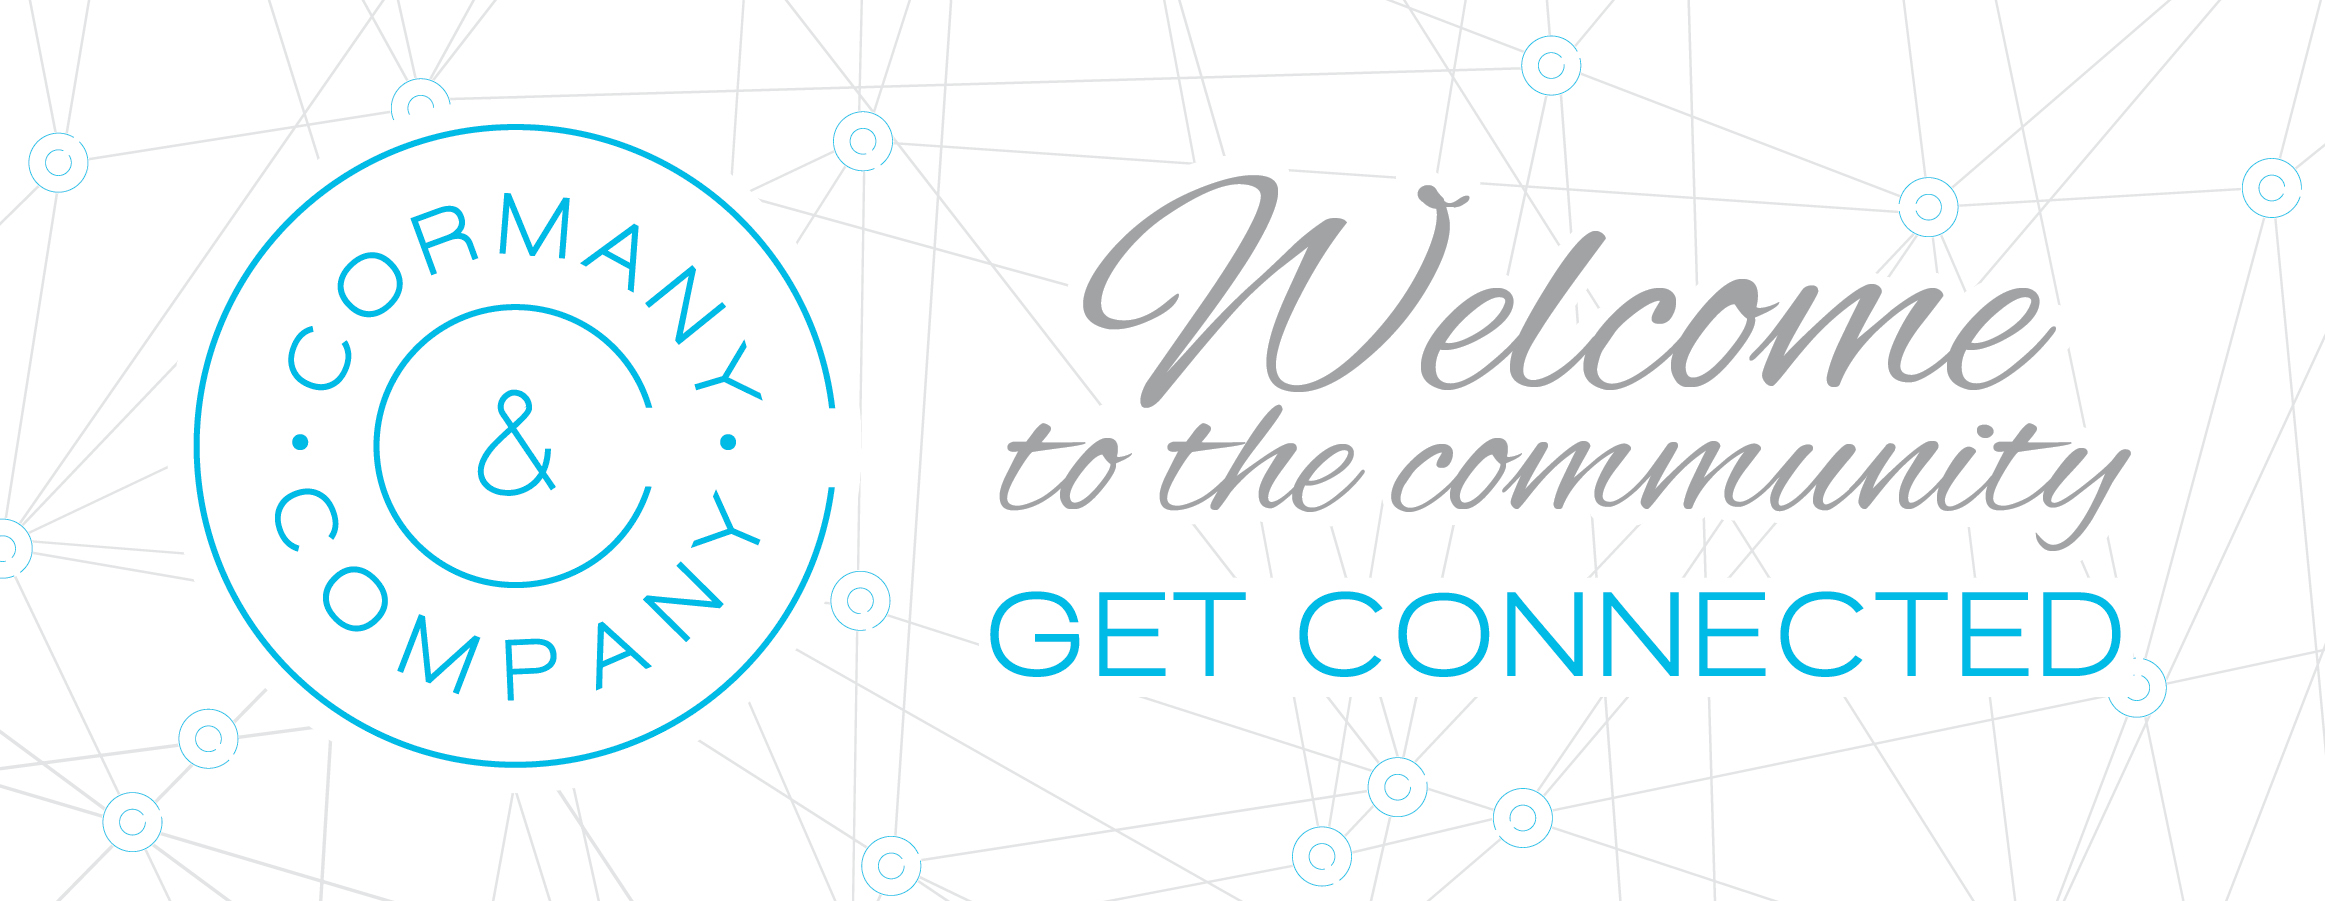 CORMANY
&
COMPANY
Welcome
to the community
GET CONNECTED